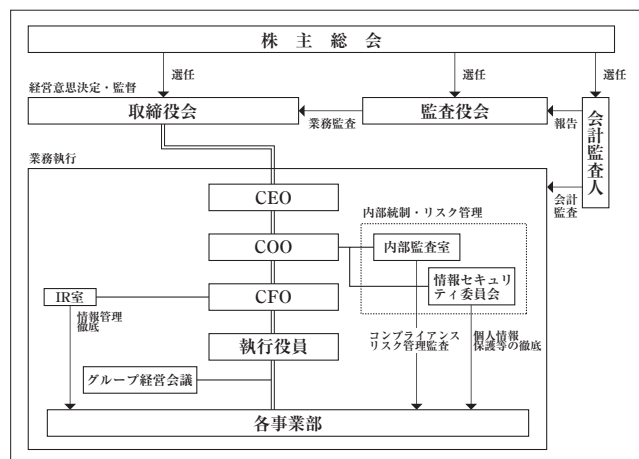 株主総会
選任
選任
選任
経営意思決定・監督
取締役会
業務監査
監査役会
報告
会計監査人
業務執行
会計
監査
CEO
内部統制・リスク管理
COO
内部監査室
情報セキュリ
ティ委員会
IR室
CFO
情報管理
徹底
執行役員
コンプライアンス
リスク管理監査
個人情報
保護等の徹底
グループ経営会議
各事業部